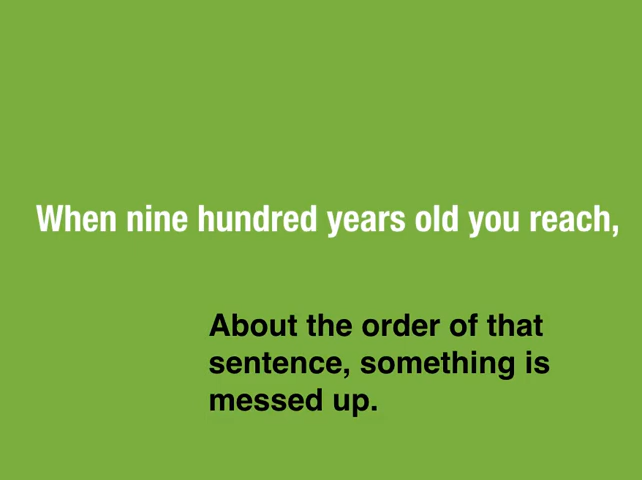 When nine hundred years old you reach,
About the order of that
sentence, something is
messed up.